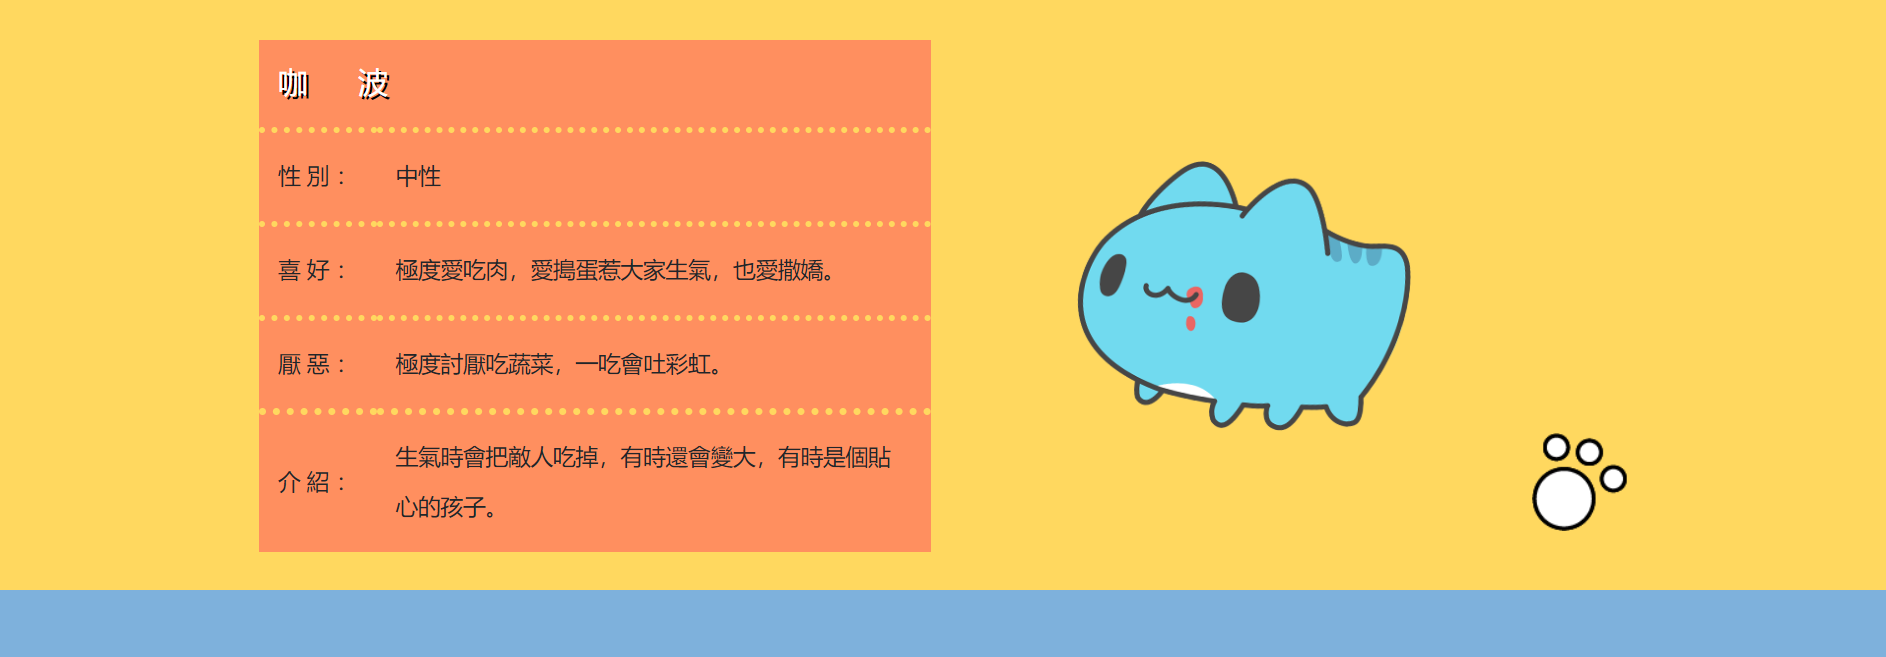 咖　波
性別： 中性
喜好： 極度愛吃肉，愛搗蛋惹大家生氣，也愛撒嬌。
厭惡： 極度討厭吃蔬菜，一吃會吐彩虹。
介紹： 生氣時會把敵人吃掉，有時還會變大，有時是個貼
心的孩子。